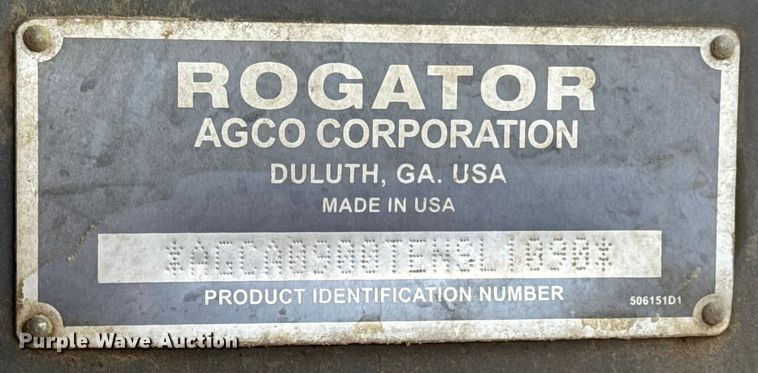 ROGATOR
AGCO CORPORATION
DULUTH, GA. USA
MADE IN USA
PRODUCT IDENTIFICATION NUMBER
506151D1
Purple Wave Auction